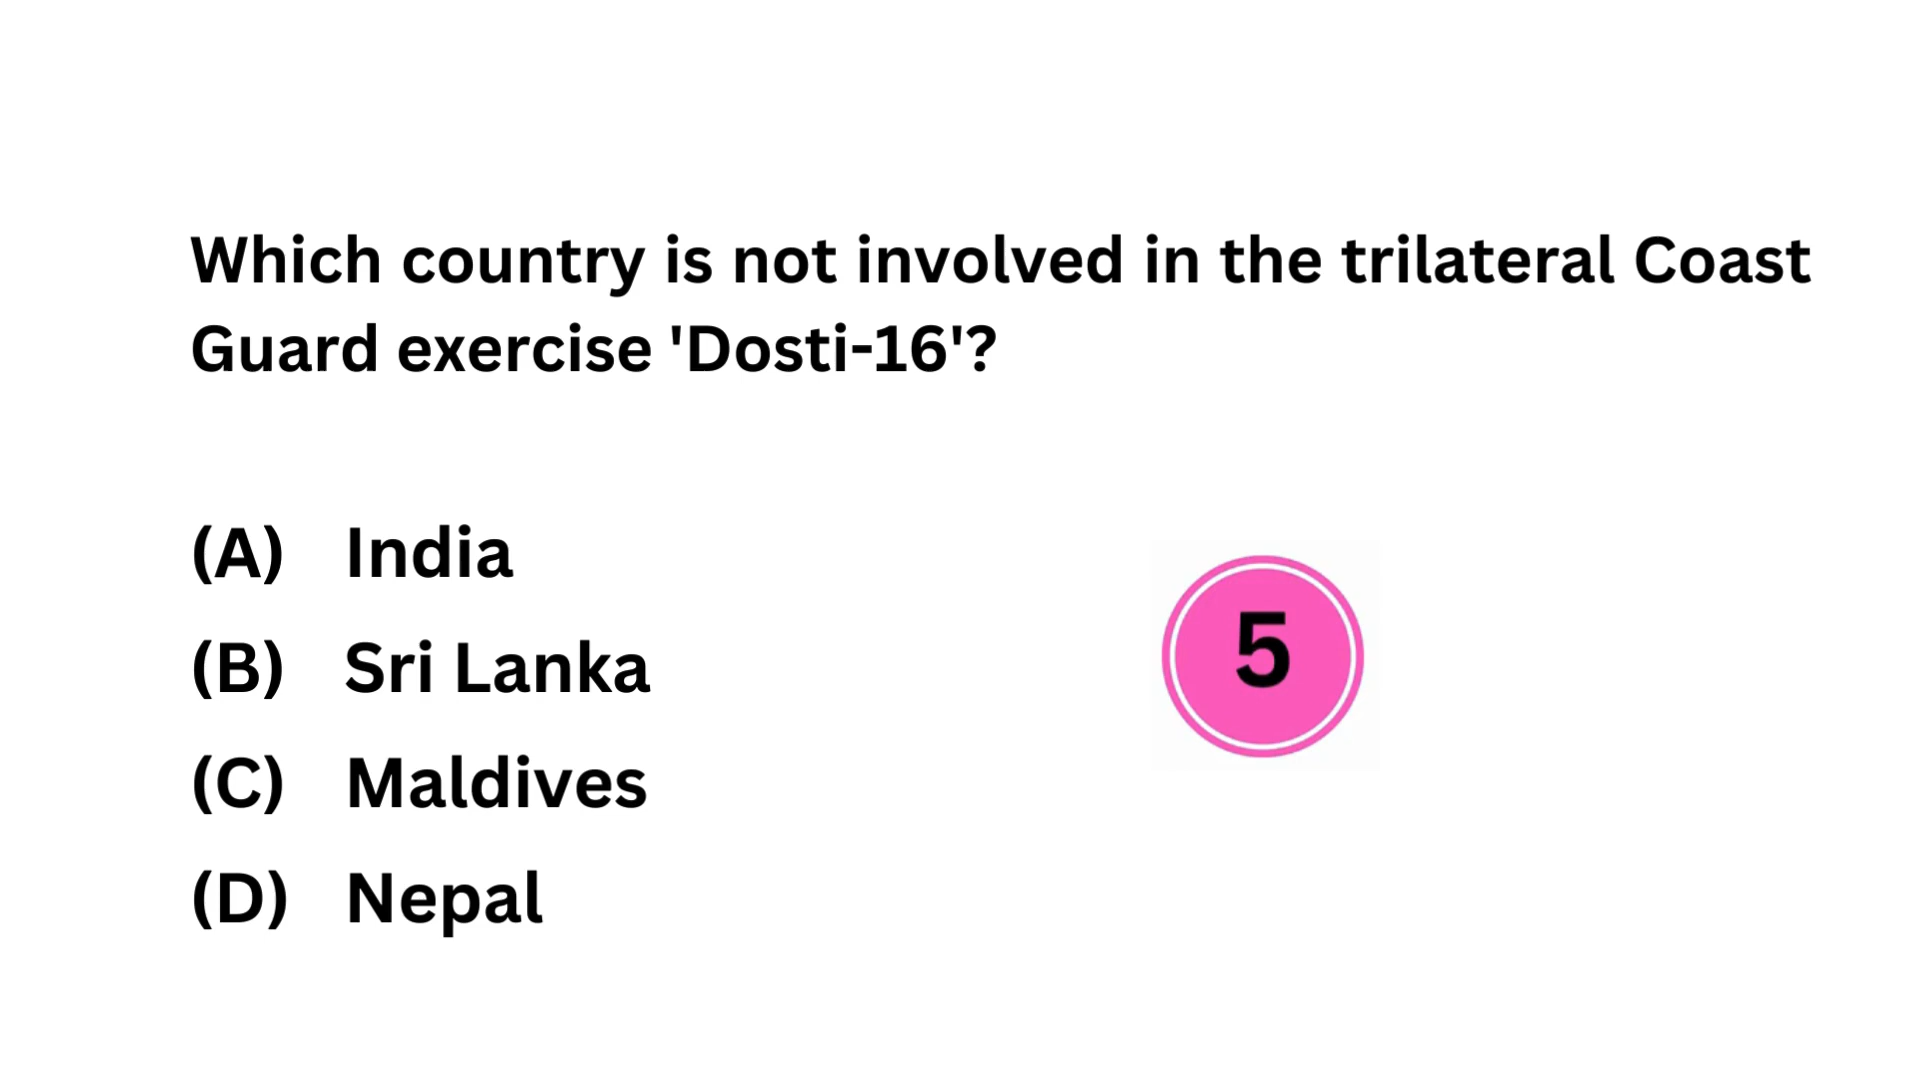 Which country is not involved in the trilateral Coast
Guard exercise 'Dosti-16'?
(A) India
(B) Sri Lanka
(C) Maldives
(D) Nepal
5